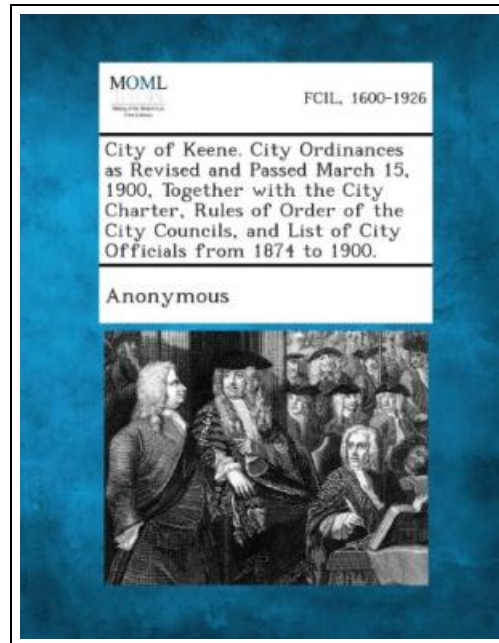 MOML
FCIL, 1600-1926
City of Keene. City Ordinances
as Revised and Passed March 15,
1900, Together with the City
Charter, Rules of Order of the
City Councils, and List of City
Officials from 1874 to 1900.
Anonymous